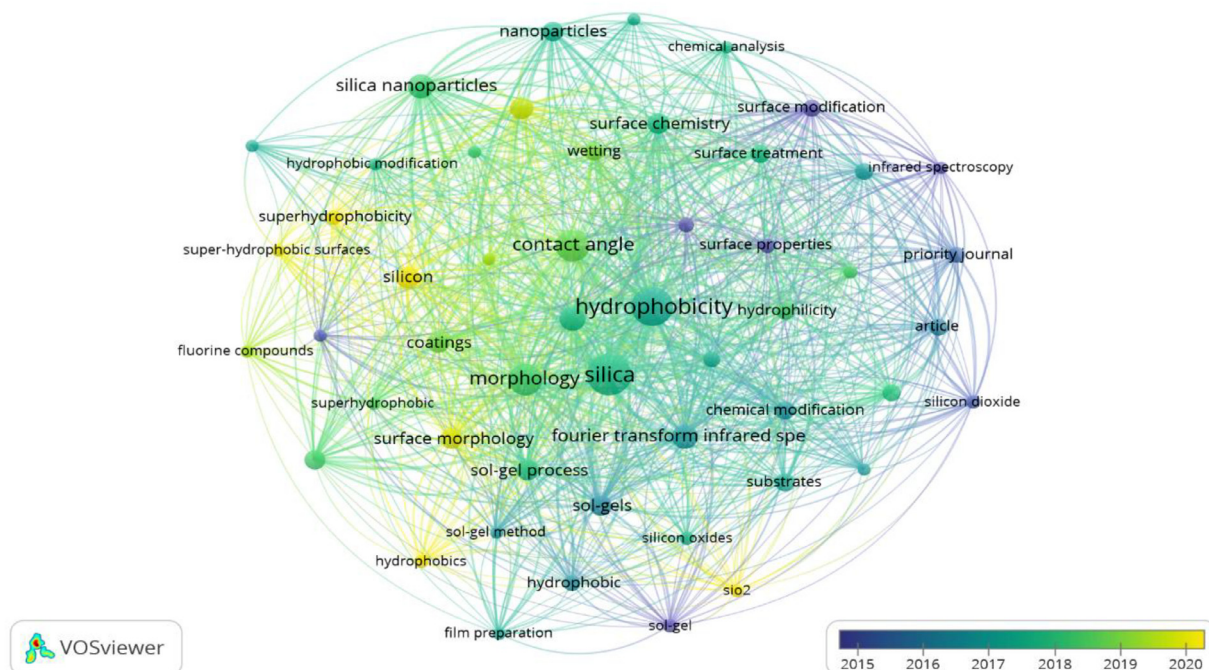 nanoparticles
chemical analysis
silica nanoparticles
surface modification
surface chemistry
wetting
surface treatment
hydrophobic modification
infrared spectroscopy
superhydrophobicity
contact angle
surface properties
super-hydrophobic surfaces
priority journal
silicon
hydrophobicity
hydrophilicity
article
coatings
fluorine compounds
morphology
silica
superhydrophobic
silicon dioxide
chemical modification
surface morphology
fourier transform infrared spe
sol-gel process
substrates
sol-gels
sol-gel method
silicon oxides
hydrophobics
hydrophobic
sio2
film preparation
sol-gel
VOSviewer
2015 2016 2017 2018 2019 2020